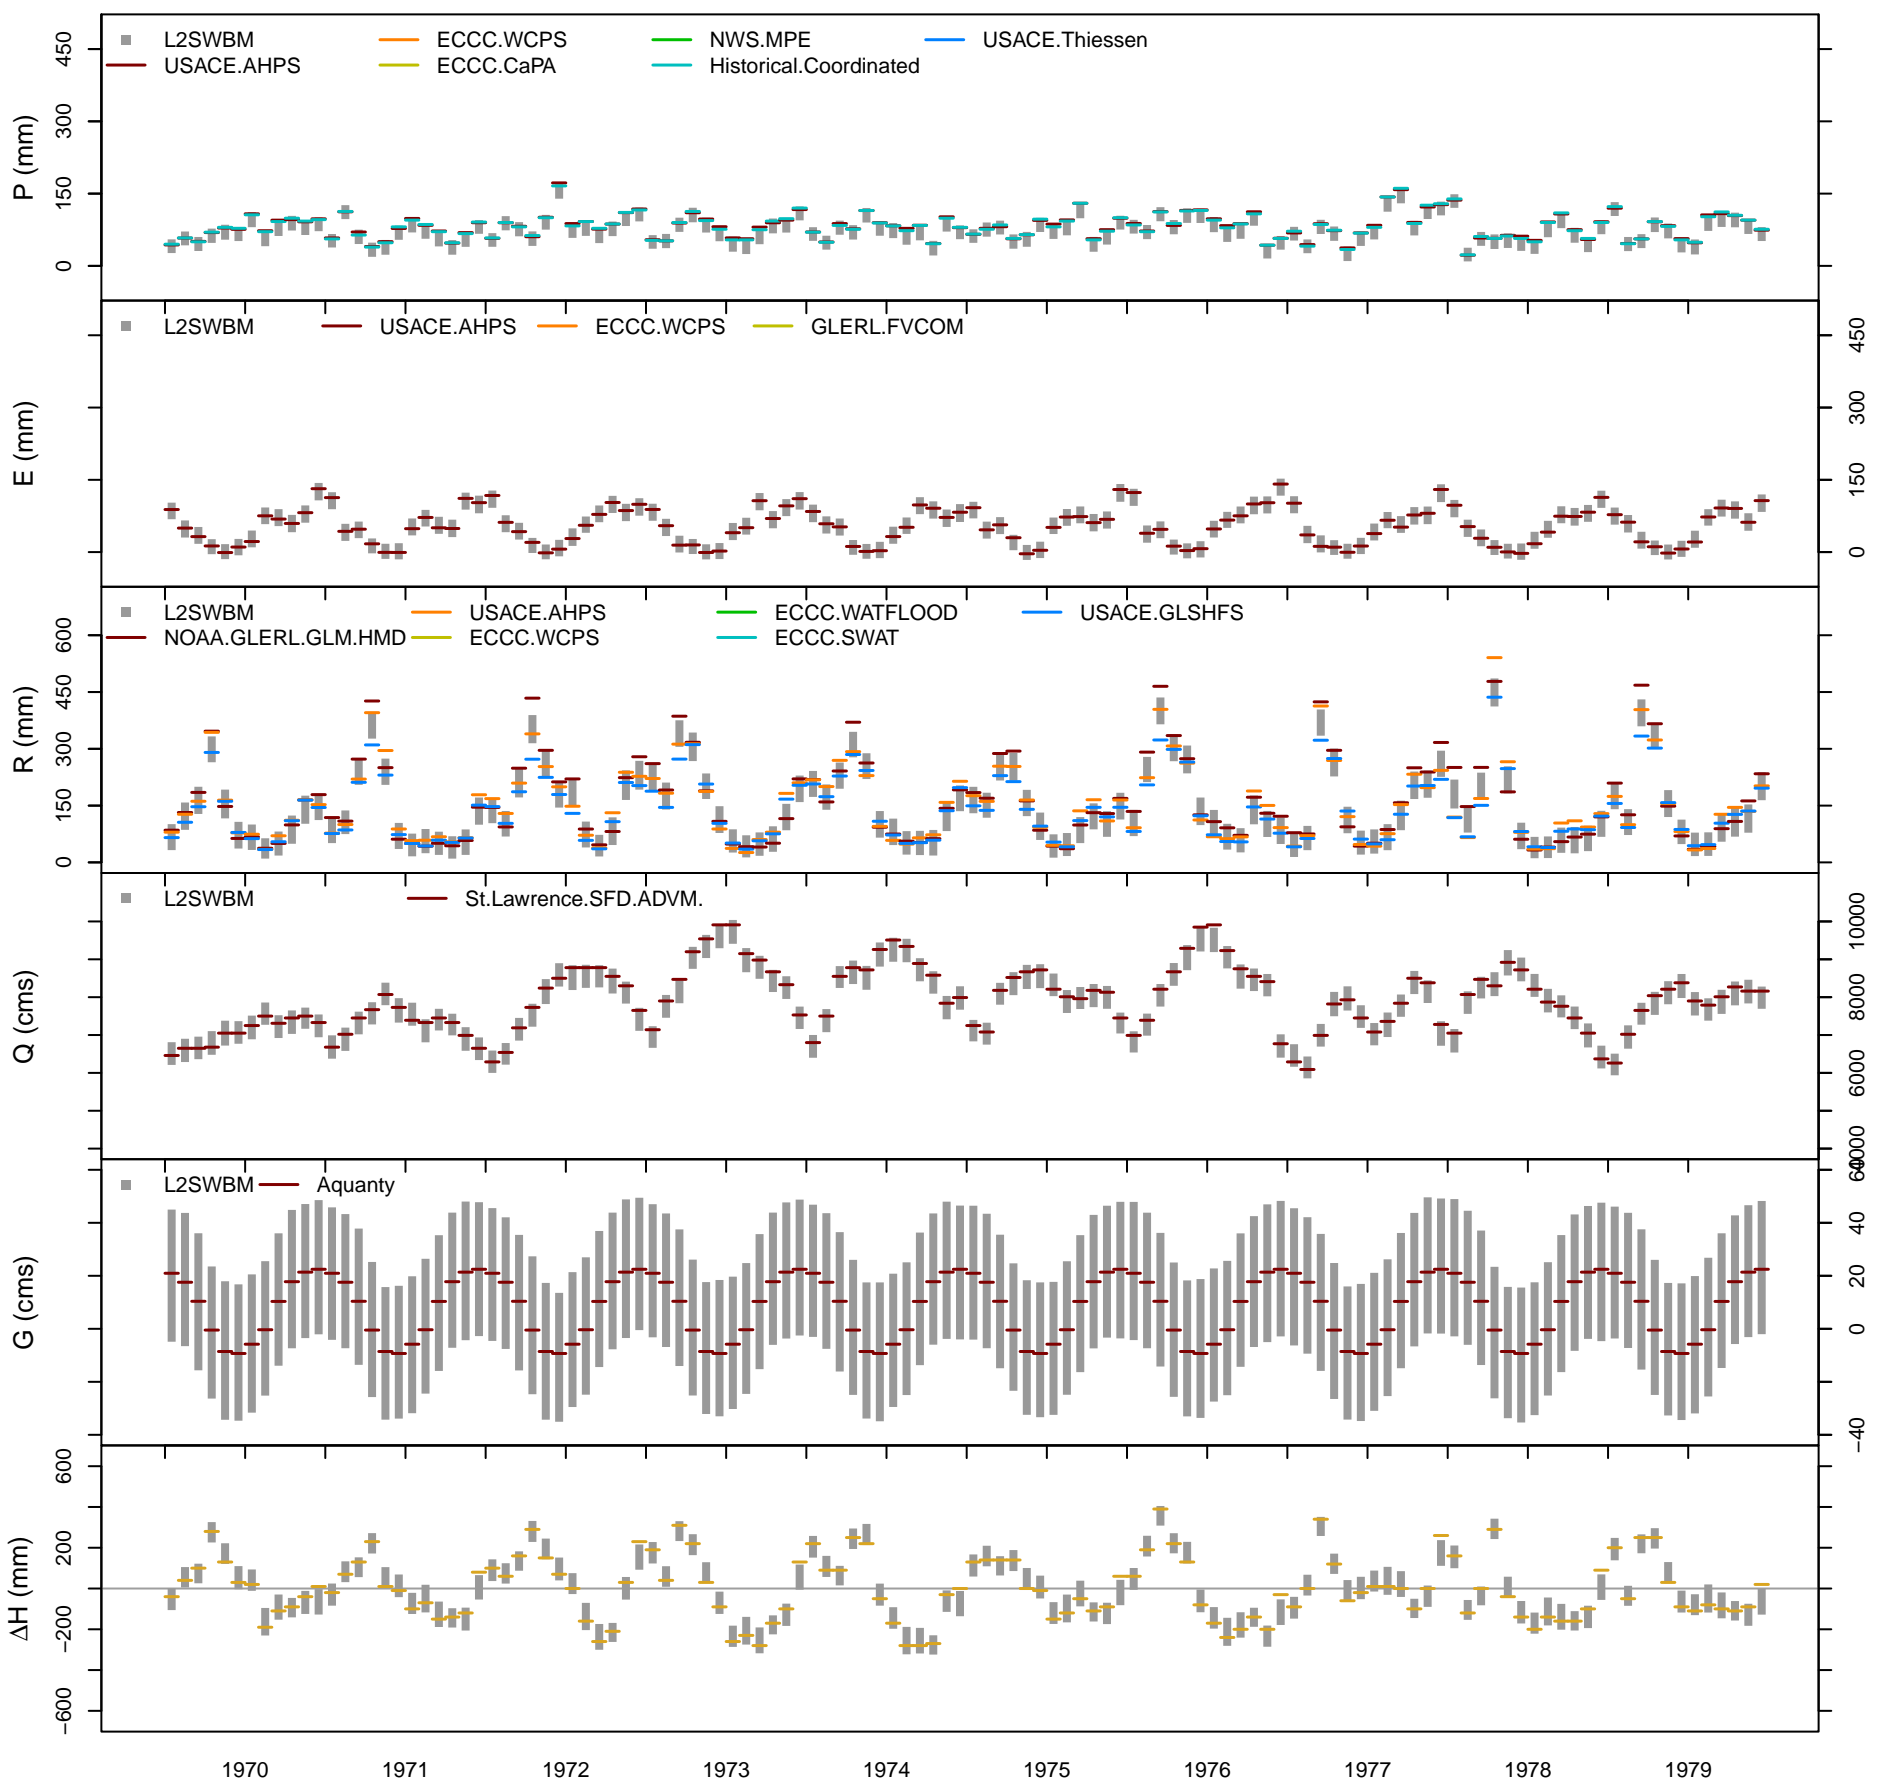 L2SWBM ECCC.WCPS NWS.MPE USACE.Thiessen
USACE.AHPS ECCC.CaPA Historical.Coordinated
P (mm)
0 150 300 450
L2SWBM USACE.AHPS ECCC.WCPS GLERL.FVCOM
E (mm)
0 150 300 450
L2SWBM USACE.AHPS ECCC.WATFLOOD USACE.GLSHFS
NOAA.GLERL.GLM.HMD ECCC.WCPS ECCC.SWAT
R (mm)
0 150 300 450 600
L2SWBM St.Lawrence.SFD.ADVM.
Q (cms)
4000 6000 8000 10000
L2SWBM Aquanty
G (cms)
−40 0 20 40 60
ΔH (mm)
−600 −200 200 600
1970 1971 1972 1973 1974 1975 1976 1977 1978 1979